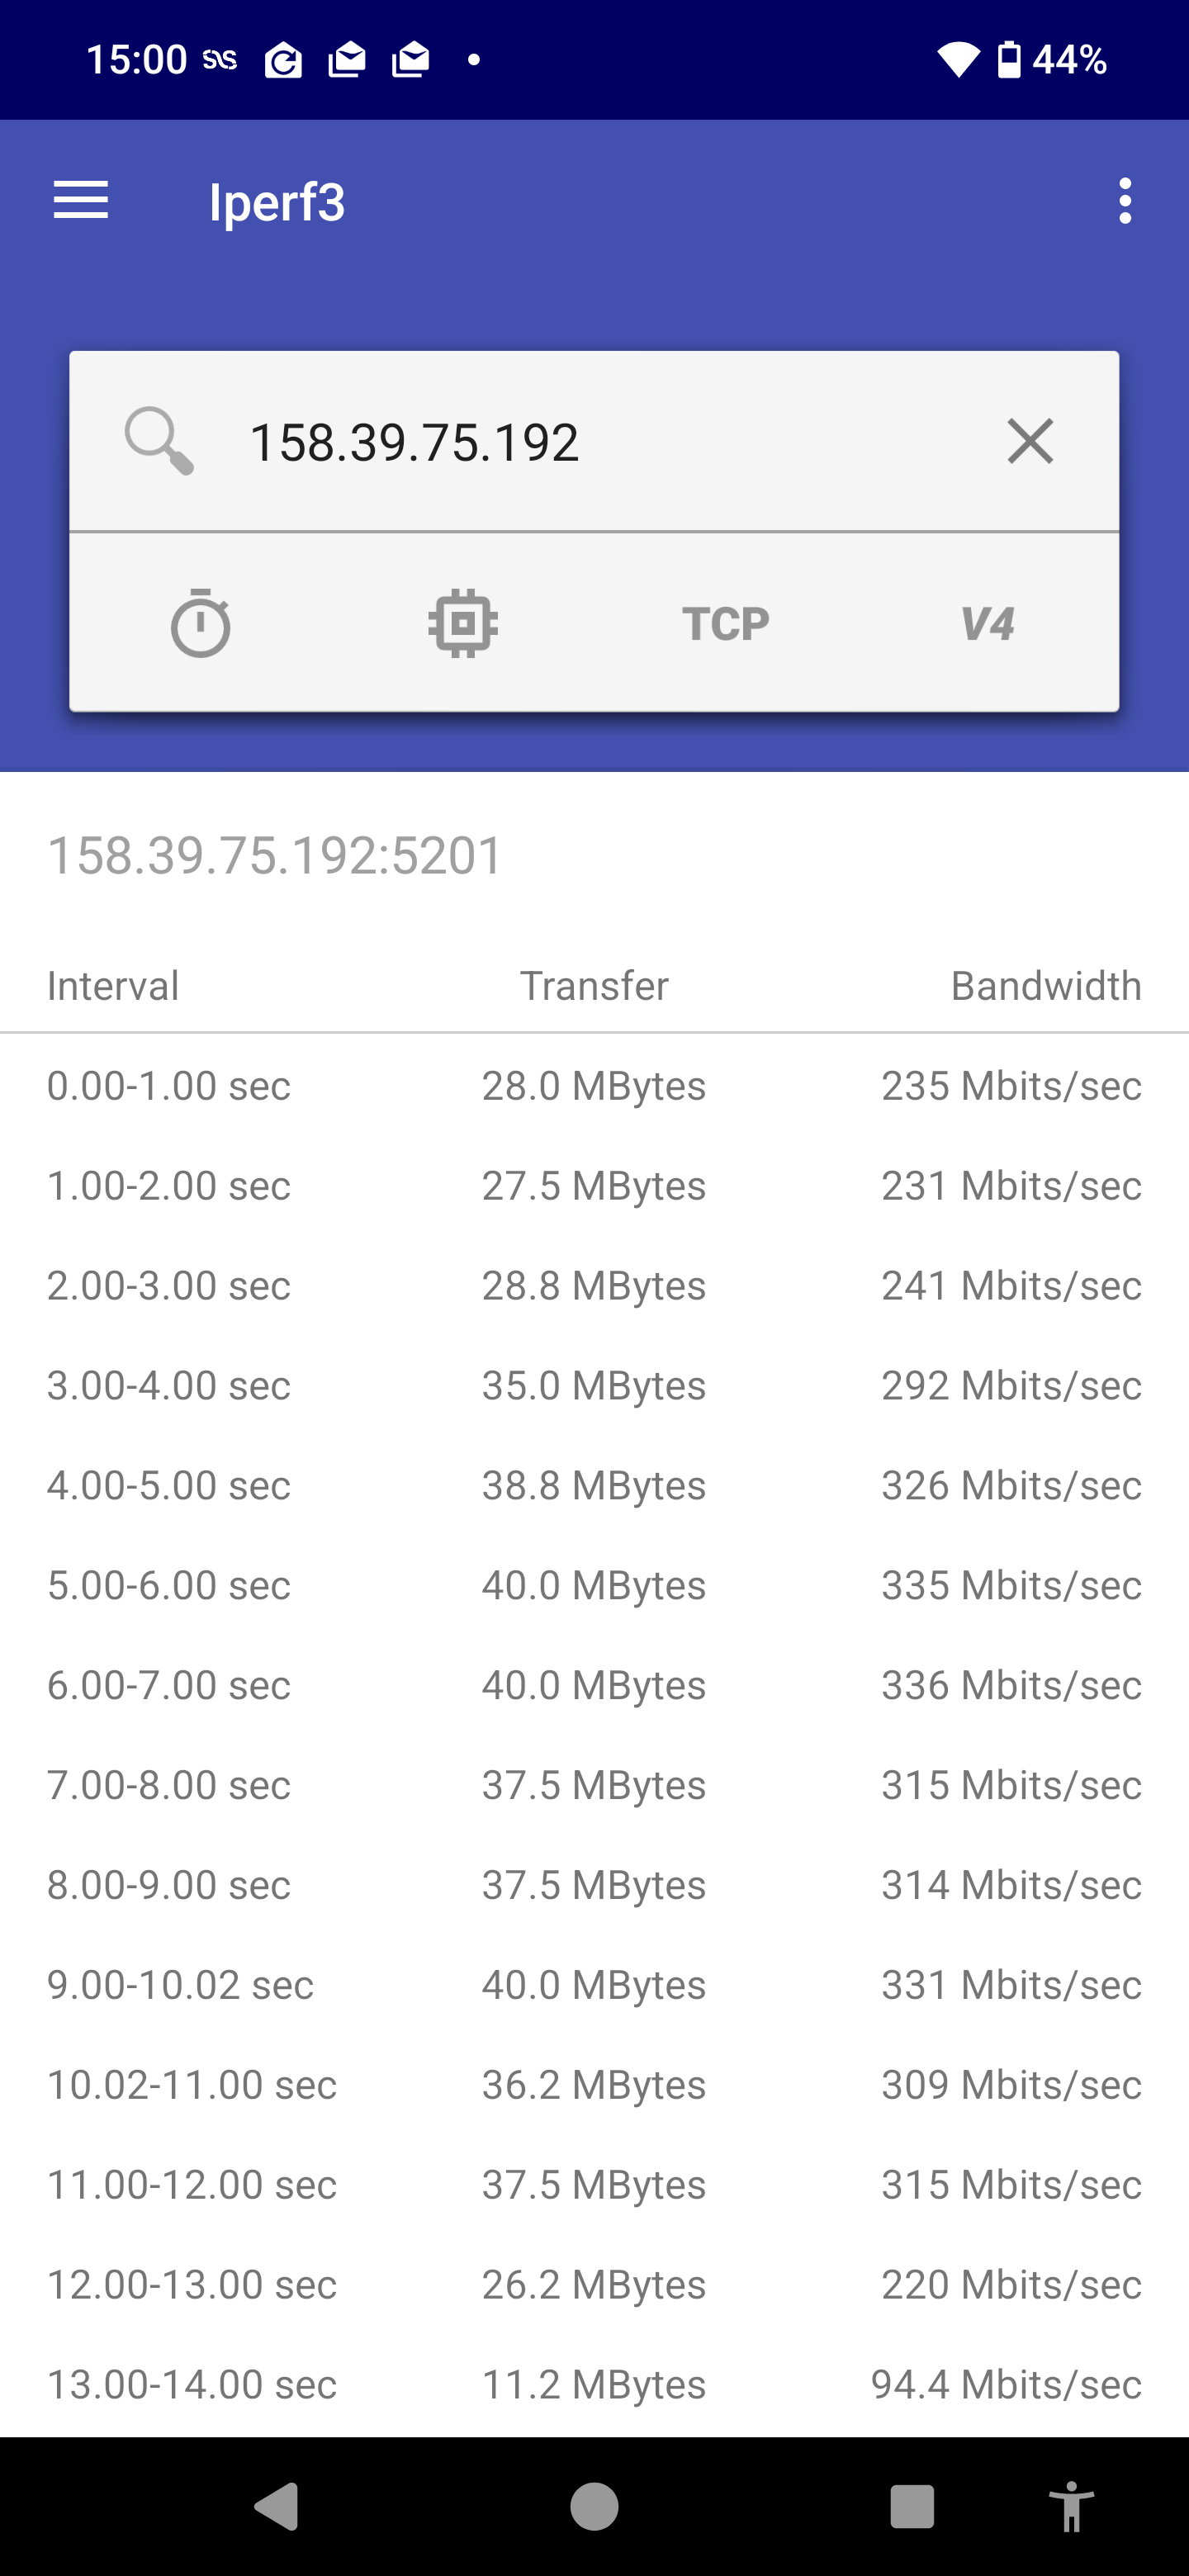 15:00 44%
Iperf3
158.39.75.192
TCP V4
158.39.75.192:5201
Interval Transfer Bandwidth
0.00-1.00 sec 28.0 MBytes 235 Mbits/sec
1.00-2.00 sec 27.5 MBytes 231 Mbits/sec
2.00-3.00 sec 28.8 MBytes 241 Mbits/sec
3.00-4.00 sec 35.0 MBytes 292 Mbits/sec
4.00-5.00 sec 38.8 MBytes 326 Mbits/sec
5.00-6.00 sec 40.0 MBytes 335 Mbits/sec
6.00-7.00 sec 40.0 MBytes 336 Mbits/sec
7.00-8.00 sec 37.5 MBytes 315 Mbits/sec
8.00-9.00 sec 37.5 MBytes 314 Mbits/sec
9.00-10.02 sec 40.0 MBytes 331 Mbits/sec
10.02-11.00 sec 36.2 MBytes 309 Mbits/sec
11.00-12.00 sec 37.5 MBytes 315 Mbits/sec
12.00-13.00 sec 26.2 MBytes 220 Mbits/sec
13.00-14.00 sec 11.2 MBytes 94.4 Mbits/sec